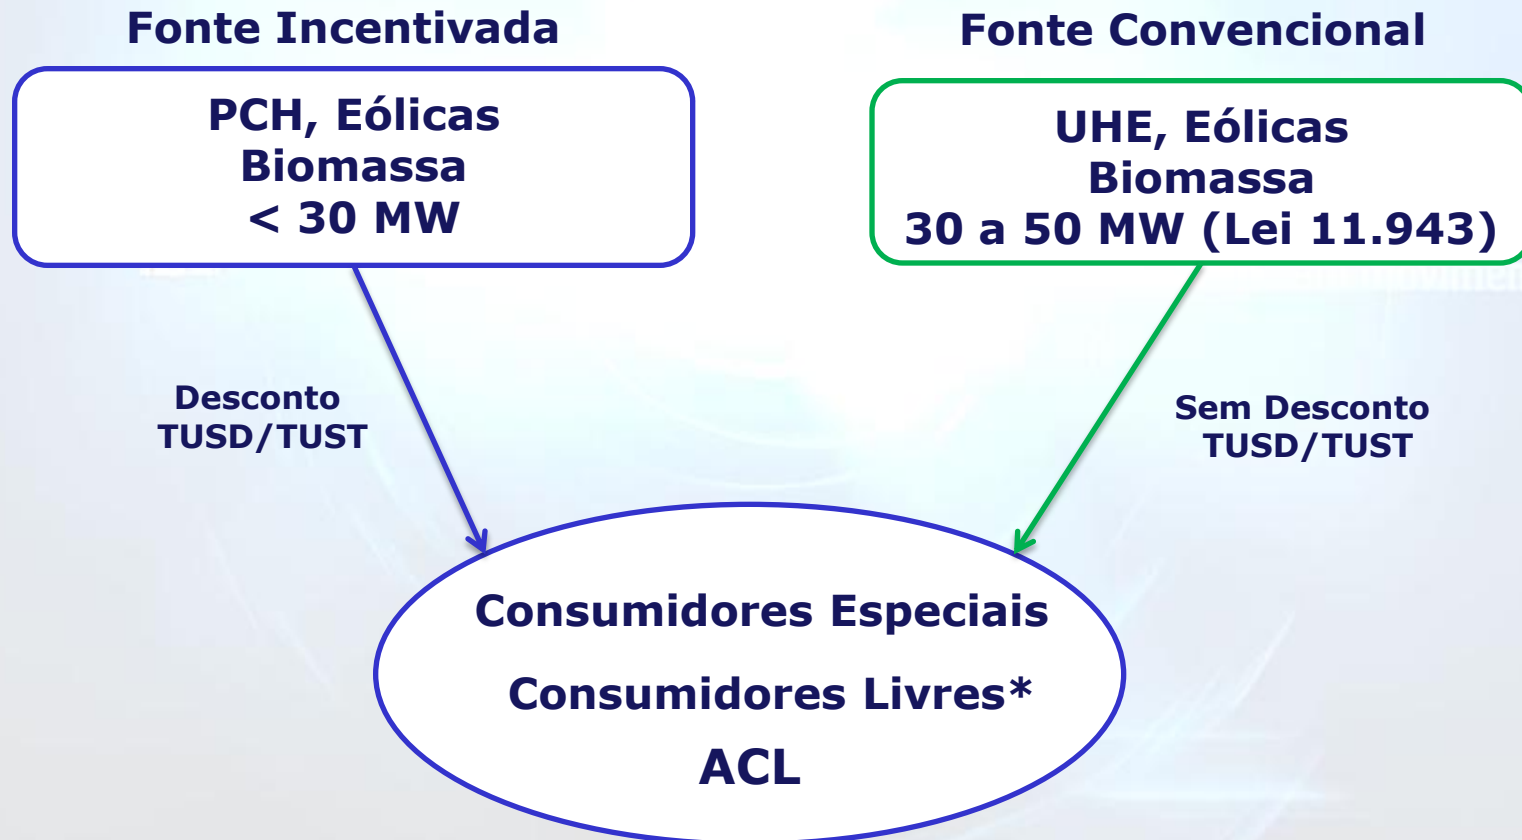 Fonte Incentivada
PCH, Eólicas
Biomassa
< 30 MW
Fonte Convencional
UHE, Eólicas
Biomassa
30 a 50 MW (Lei 11.943)
Desconto
TUSD/TUST
Sem Desconto
TUSD/TUST
Consumidores Especiais
Consumidores Livres*
ACL